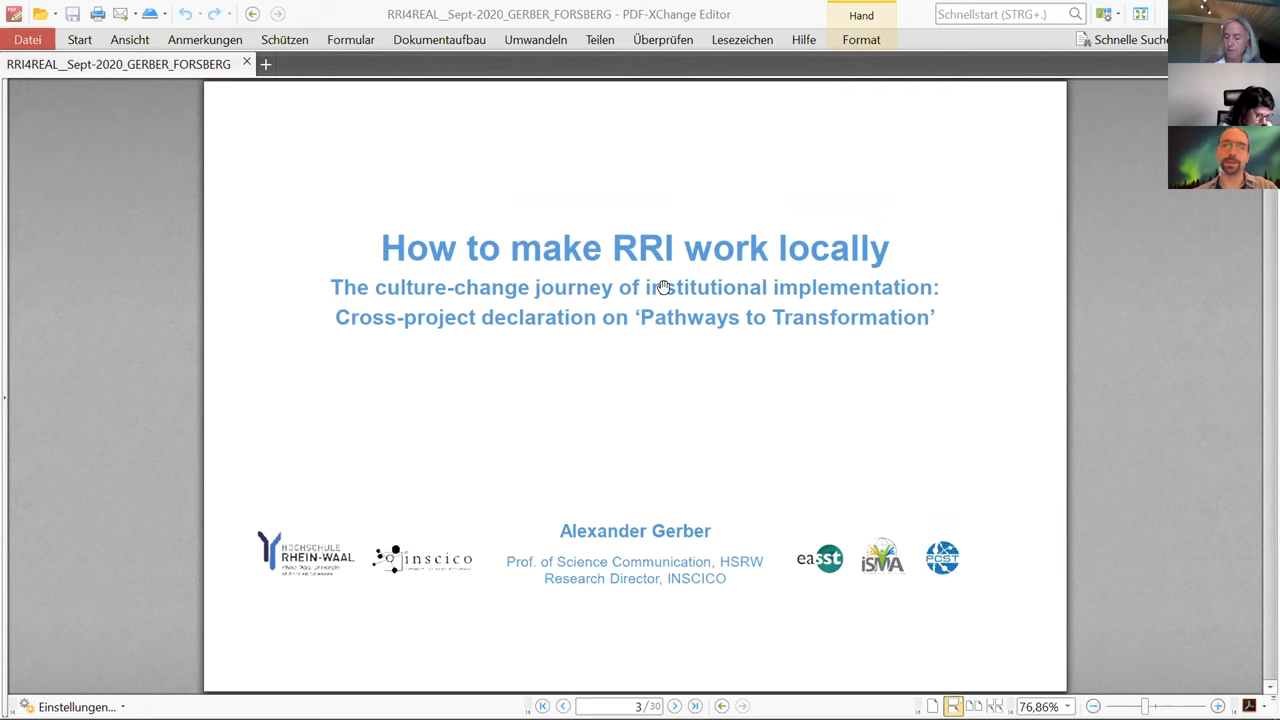 RRI4REAL__Sept-2020_GERBER_FORSBERG - PDF-XChange Editor
Hand
Schnellstart (STRG+.)
Datei Start Ansicht Anmerkungen Schützen Formular Dokumentaufbau Umwandeln Teilen Überprüfen Lesezeichen Hilfe Format Schnelle Suche
RRI4REAL__Sept-2020_GERBER_FORSBERG
How to make RRI work locally
The culture-change journey of institutional implementation:
Cross-project declaration on ‘Pathways to Transformation’
Alexander Gerber
Prof. of Science Communication, HSRW
Research Director, INSCICO
HOCHSCHULE
RHEIN-WAAL
inscico
easst
iSMA
PCST
Einstellungen...
3 /30
76,86%